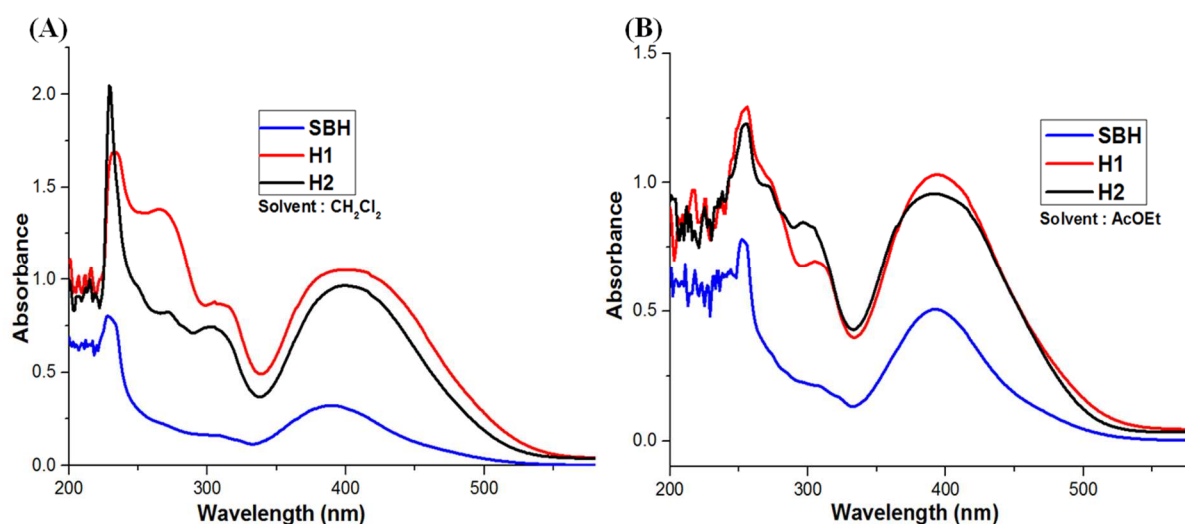 (A)
2.0
1.5
1.0
0.5
0.0
Absorbance
SBH
H1
H2
Solvent : CH₂Cl₂
200
300
400
500
Wavelength (nm)
(B)
1.5
1.0
0.5
0.0
Absorbance
SBH
H1
H2
Solvent : AcOEt
200
300
400
500
Wavelength (nm)